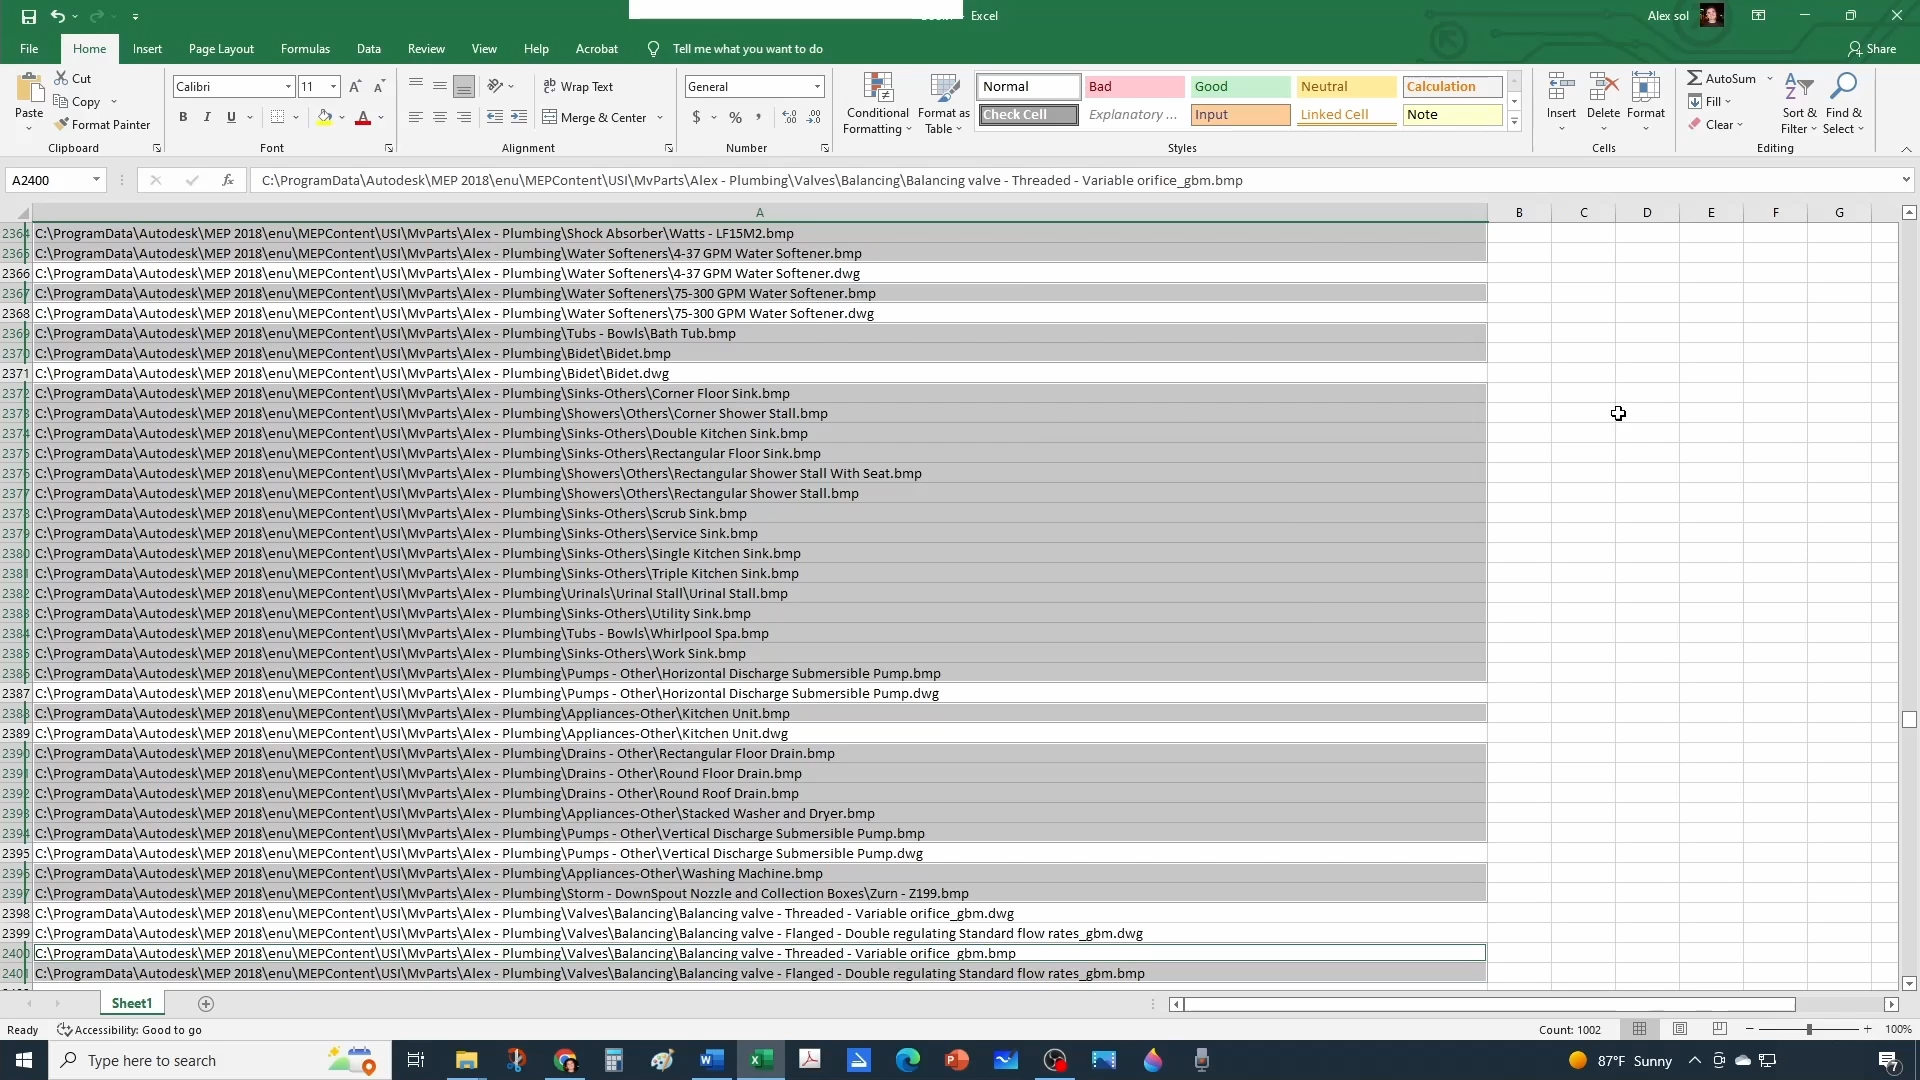 Excel
Alex sol
File
Home
Insert
Page Layout
Formulas
Data
Review
View
Help
Acrobat
Tell me what you want to do
Share
Paste
Cut
Copy
Format Painter
Clipboard
Calibri
11
B I U
Font
Wrap Text
Merge & Center
Alignment
General
$ % ,
Number
Conditional Formatting
Format as Table
Normal
Bad
Good
Neutral
Calculation
Check Cell
Explanatory ...
Input
Linked Cell
Note
Styles
Insert
Delete
Format
Cells
AutoSum
Fill
Clear
Sort & Filter
Find & Select
Editing
A2400
fx
C:\ProgramData\Autodesk\MEP 2018\enu\MEPContent\USI\MvParts\Alex - Plumbing\Valves\Balancing\Balancing valve - Threaded - Variable orifice_gbm.bmp
A B C D E F G
2364 C:\ProgramData\Autodesk\MEP 2018\enu\MEPContent\USI\MvParts\Alex - Plumbing\Shock Absorber\Watts - LF15M2.bmp
2365 C:\ProgramData\Autodesk\MEP 2018\enu\MEPContent\USI\MvParts\Alex - Plumbing\Water Softeners\4-37 GPM Water Softener.bmp
2366 C:\ProgramData\Autodesk\MEP 2018\enu\MEPContent\USI\MvParts\Alex - Plumbing\Water Softeners\4-37 GPM Water Softener.dwg
2367 C:\ProgramData\Autodesk\MEP 2018\enu\MEPContent\USI\MvParts\Alex - Plumbing\Water Softeners\75-300 GPM Water Softener.bmp
2368 C:\ProgramData\Autodesk\MEP 2018\enu\MEPContent\USI\MvParts\Alex - Plumbing\Water Softeners\75-300 GPM Water Softener.dwg
2369 C:\ProgramData\Autodesk\MEP 2018\enu\MEPContent\USI\MvParts\Alex - Plumbing\Tubs - Bowls\Bath Tub.bmp
2370 C:\ProgramData\Autodesk\MEP 2018\enu\MEPContent\USI\MvParts\Alex - Plumbing\Bidet\Bidet.bmp
2371 C:\ProgramData\Autodesk\MEP 2018\enu\MEPContent\USI\MvParts\Alex - Plumbing\Bidet\Bidet.dwg
2372 C:\ProgramData\Autodesk\MEP 2018\enu\MEPContent\USI\MvParts\Alex - Plumbing\Sinks-Others\Corner Floor Sink.bmp
2373 C:\ProgramData\Autodesk\MEP 2018\enu\MEPContent\USI\MvParts\Alex - Plumbing\Showers\Others\Corner Shower Stall.bmp
2374 C:\ProgramData\Autodesk\MEP 2018\enu\MEPContent\USI\MvParts\Alex - Plumbing\Sinks-Others\Double Kitchen Sink.bmp
2375 C:\ProgramData\Autodesk\MEP 2018\enu\MEPContent\USI\MvParts\Alex - Plumbing\Sinks-Others\Rectangular Floor Sink.bmp
2376 C:\ProgramData\Autodesk\MEP 2018\enu\MEPContent\USI\MvParts\Alex - Plumbing\Showers\Others\Rectangular Shower Stall With Seat.bmp
2377 C:\ProgramData\Autodesk\MEP 2018\enu\MEPContent\USI\MvParts\Alex - Plumbing\Showers\Others\Rectangular Shower Stall.bmp
2378 C:\ProgramData\Autodesk\MEP 2018\enu\MEPContent\USI\MvParts\Alex - Plumbing\Sinks-Others\Scrub Sink.bmp
2379 C:\ProgramData\Autodesk\MEP 2018\enu\MEPContent\USI\MvParts\Alex - Plumbing\Sinks-Others\Service Sink.bmp
2380 C:\ProgramData\Autodesk\MEP 2018\enu\MEPContent\USI\MvParts\Alex - Plumbing\Sinks-Others\Single Kitchen Sink.bmp
2381 C:\ProgramData\Autodesk\MEP 2018\enu\MEPContent\USI\MvParts\Alex - Plumbing\Sinks-Others\Triple Kitchen Sink.bmp
2382 C:\ProgramData\Autodesk\MEP 2018\enu\MEPContent\USI\MvParts\Alex - Plumbing\Urinals\Urinal Stall\Urinal Stall.bmp
2383 C:\ProgramData\Autodesk\MEP 2018\enu\MEPContent\USI\MvParts\Alex - Plumbing\Sinks-Others\Utility Sink.bmp
2384 C:\ProgramData\Autodesk\MEP 2018\enu\MEPContent\USI\MvParts\Alex - Plumbing\Tubs - Bowls\Whirlpool Spa.bmp
2385 C:\ProgramData\Autodesk\MEP 2018\enu\MEPContent\USI\MvParts\Alex - Plumbing\Sinks-Others\Work Sink.bmp
2386 C:\ProgramData\Autodesk\MEP 2018\enu\MEPContent\USI\MvParts\Alex - Plumbing\Pumps - Other\Horizontal Discharge Submersible Pump.bmp
2387 C:\ProgramData\Autodesk\MEP 2018\enu\MEPContent\USI\MvParts\Alex - Plumbing\Pumps - Other\Horizontal Discharge Submersible Pump.dwg
2388 C:\ProgramData\Autodesk\MEP 2018\enu\MEPContent\USI\MvParts\Alex - Plumbing\Appliances-Other\Kitchen Unit.bmp
2389 C:\ProgramData\Autodesk\MEP 2018\enu\MEPContent\USI\MvParts\Alex - Plumbing\Appliances-Other\Kitchen Unit.dwg
2390 C:\ProgramData\Autodesk\MEP 2018\enu\MEPContent\USI\MvParts\Alex - Plumbing\Drains - Other\Rectangular Floor Drain.bmp
2391 C:\ProgramData\Autodesk\MEP 2018\enu\MEPContent\USI\MvParts\Alex - Plumbing\Drains - Other\Round Floor Drain.bmp
2392 C:\ProgramData\Autodesk\MEP 2018\enu\MEPContent\USI\MvParts\Alex - Plumbing\Drains - Other\Round Roof Drain.bmp
2393 C:\ProgramData\Autodesk\MEP 2018\enu\MEPContent\USI\MvParts\Alex - Plumbing\Appliances-Other\Stacked Washer and Dryer.bmp
2394 C:\ProgramData\Autodesk\MEP 2018\enu\MEPContent\USI\MvParts\Alex - Plumbing\Pumps - Other\Vertical Discharge Submersible Pump.bmp
2395 C:\ProgramData\Autodesk\MEP 2018\enu\MEPContent\USI\MvParts\Alex - Plumbing\Pumps - Other\Vertical Discharge Submersible Pump.dwg
2396 C:\ProgramData\Autodesk\MEP 2018\enu\MEPContent\USI\MvParts\Alex - Plumbing\Appliances-Other\Washing Machine.bmp
2397 C:\ProgramData\Autodesk\MEP 2018\enu\MEPContent\USI\MvParts\Alex - Plumbing\Storm - DownSpout Nozzle and Collection Boxes\Zurn - Z199.bmp
2398 C:\ProgramData\Autodesk\MEP 2018\enu\MEPContent\USI\MvParts\Alex - Plumbing\Valves\Balancing\Balancing valve - Threaded - Variable orifice_gbm.dwg
2399 C:\ProgramData\Autodesk\MEP 2018\enu\MEPContent\USI\MvParts\Alex - Plumbing\Valves\Balancing\Balancing valve - Flanged - Double regulating Standard flow rates_gbm.dwg
2400 C:\ProgramData\Autodesk\MEP 2018\enu\MEPContent\USI\MvParts\Alex - Plumbing\Valves\Balancing\Balancing valve - Threaded - Variable orifice_gbm.bmp
2401 C:\ProgramData\Autodesk\MEP 2018\enu\MEPContent\USI\MvParts\Alex - Plumbing\Valves\Balancing\Balancing valve - Flanged - Double regulating Standard flow rates_gbm.bmp
Sheet1
Ready
Accessibility: Good to go
Count: 1002
100%
Type here to search
87°F Sunny
7